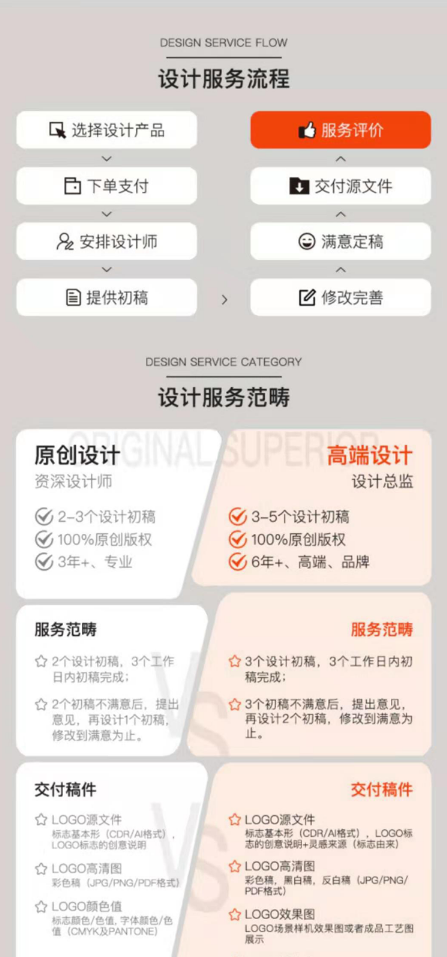 DESIGN SERVICE FLOW
设计服务流程
选择设计产品
下单支付
安排设计师
提供初稿
修改完善
满意定稿
交付源文件
服务评价
DESIGN SERVICE CATEGORY
设计服务范畴
ORIGINAL SUPERIOR
原创设计
资深设计师
2-3个设计初稿
100%原创版权
3年+、专业
高端设计
设计总监
3-5个设计初稿
100%原创版权
6年+、高端、品牌
VS
服务范畴
2个设计初稿，3个工作
日内初稿完成；
2个初稿不满意后，提出
意见，再设计1个初稿，
修改到满意为止。
服务范畴
3个设计初稿，3个工作日内初
稿完成；
3个初稿不满意后，提出意见，
再设计2个初稿，修改到满意为
止。
VS
交付稿件
LOGO源文件
标志基本形（CDR/AI格式），
LOGO标志的创意说明
LOGO高清图
彩色稿（JPG/PNG/PDF格式）
LOGO颜色值
标志颜色/色值, 字体颜色/色
值（CMYK及PANTONE）
交付稿件
LOGO源文件
标志基本形（CDR/AI格式），LOGO标
志的创意说明+灵感来源（标志由来）
LOGO高清图
彩色稿，黑白稿，反白稿（JPG/PNG/
PDF格式）
LOGO效果图
LOGO场景样机效果图或者成品工艺图
展示